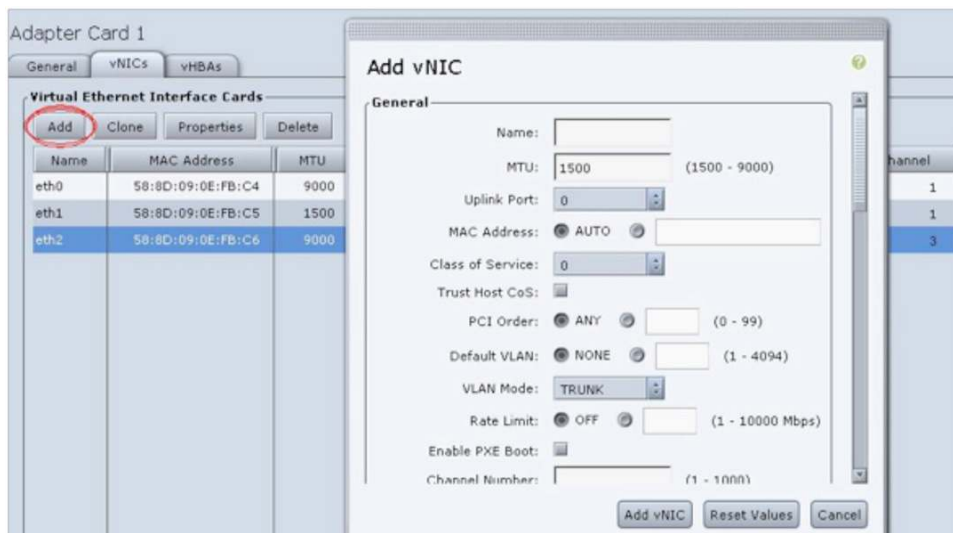 Adapter Card 1
General vNICs vHBAs
Virtual Ethernet Interface Cards
Add Clone Properties Delete
Name MAC Address MTU
eth0 58:8D:09:0E:FB:C4 9000
eth1 58:8D:09:0E:FB:C5 1500
eth2 58:8D:09:0E:FB:C6 9000
Add vNIC ?
General
Name:
MTU: 1500 (1500 - 9000)
Uplink Port: 0
MAC Address: AUTO
Class of Service: 0
Trust Host CoS:
PCI Order: ANY (0 - 99)
Default VLAN: NONE (1 - 4094)
VLAN Mode: TRUNK
Rate Limit: OFF (1 - 10000 Mbps)
Enable PXE Boot:
Channel Number: (1 - 1000)
Add vNIC Reset Values Cancel
hannel
1
1
3